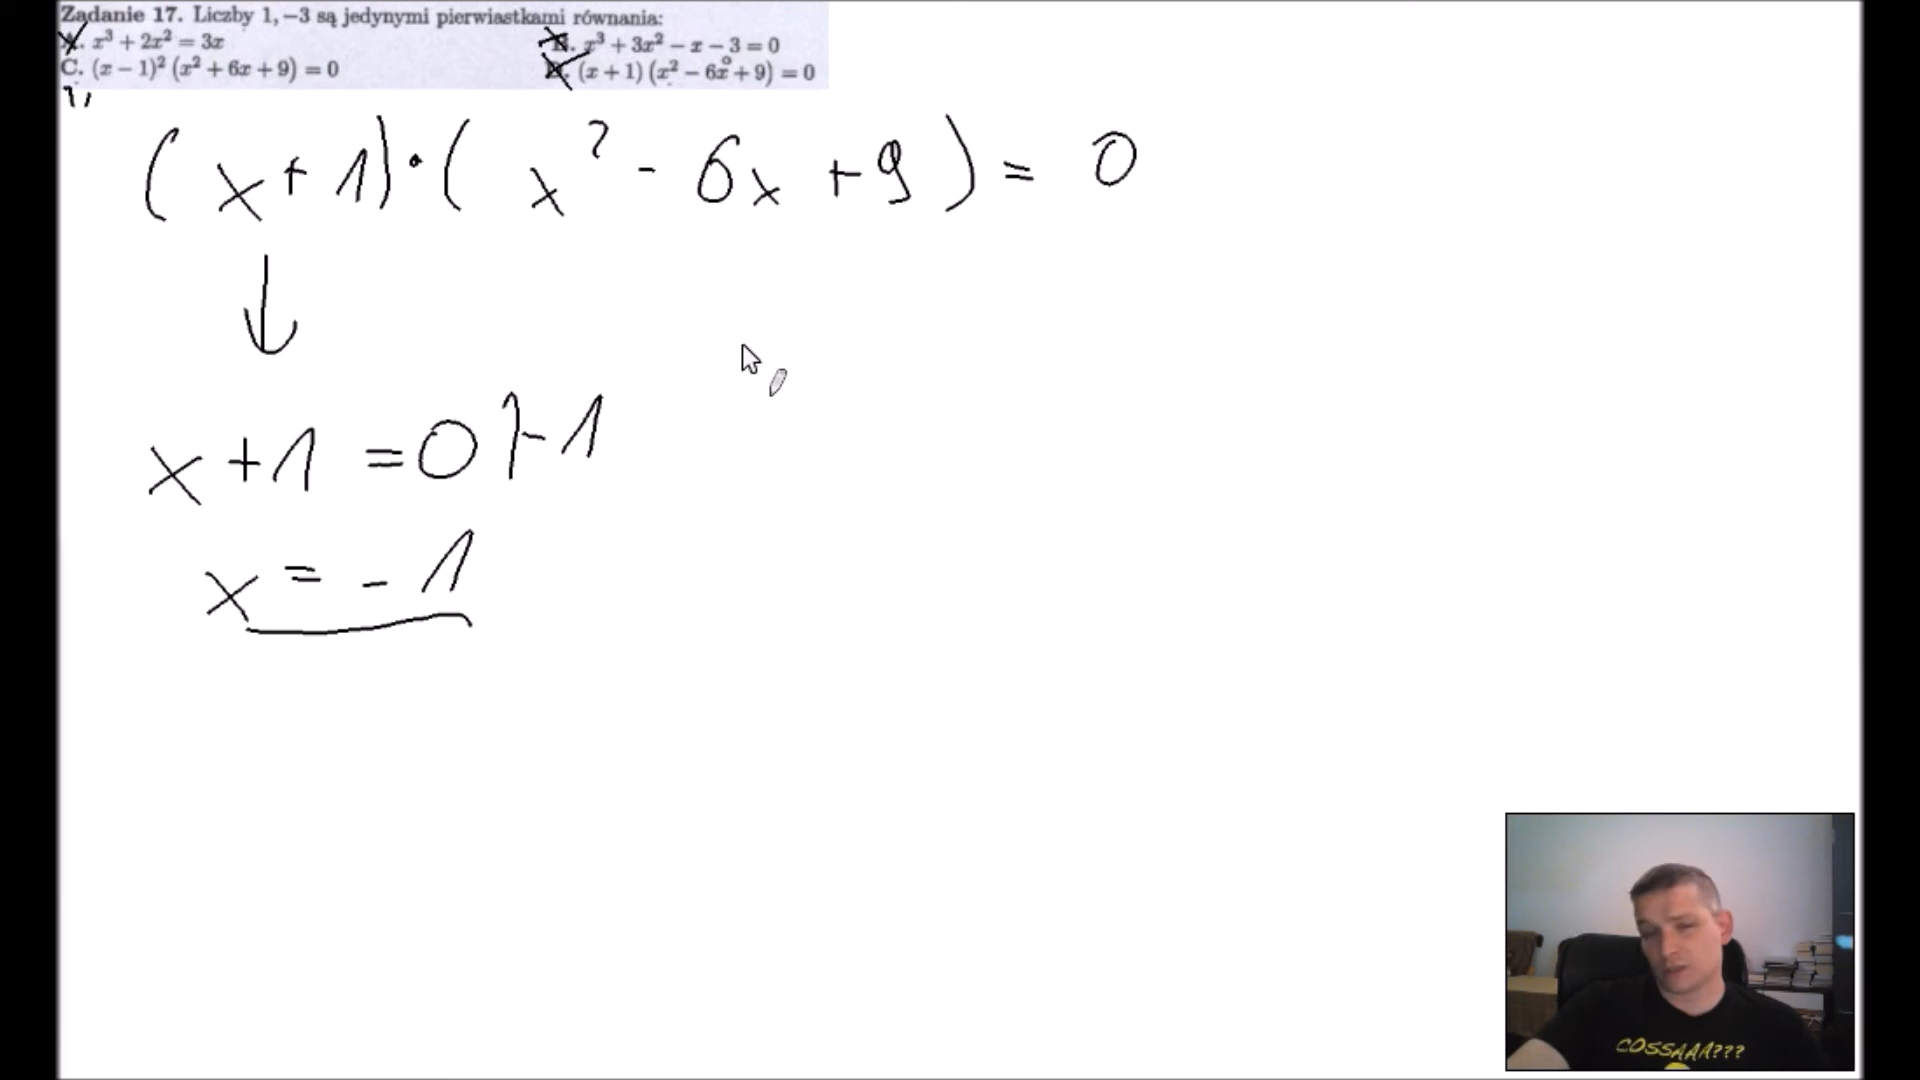 Zadanie 17. Liczby 1, −3 są jedynymi pierwiastkami równania:
A. x³ + 2x² = 3x
B. x³ + 3x² − x − 3 = 0
C. (x − 1)² (x² + 6x + 9) = 0
D. (x + 1) (x² − 6x + 9) = 0
(x + 1) · (x² - 6x + 9) = 0
↓
x + 1 = 0 |-1
x = - 1
COSSAAA???